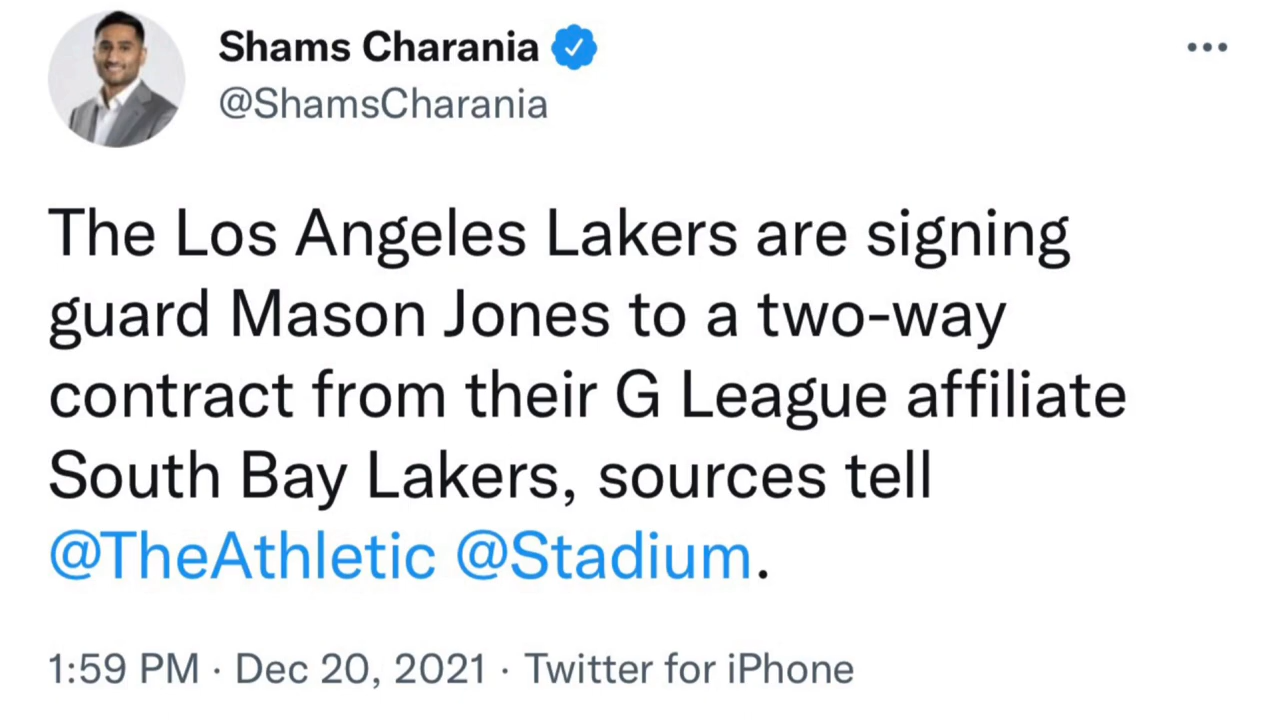 Shams Charania
@ShamsCharania
The Los Angeles Lakers are signing
guard Mason Jones to a two-way
contract from their G League affiliate
South Bay Lakers, sources tell
@TheAthletic @Stadium.
1:59 PM · Dec 20, 2021 · Twitter for iPhone